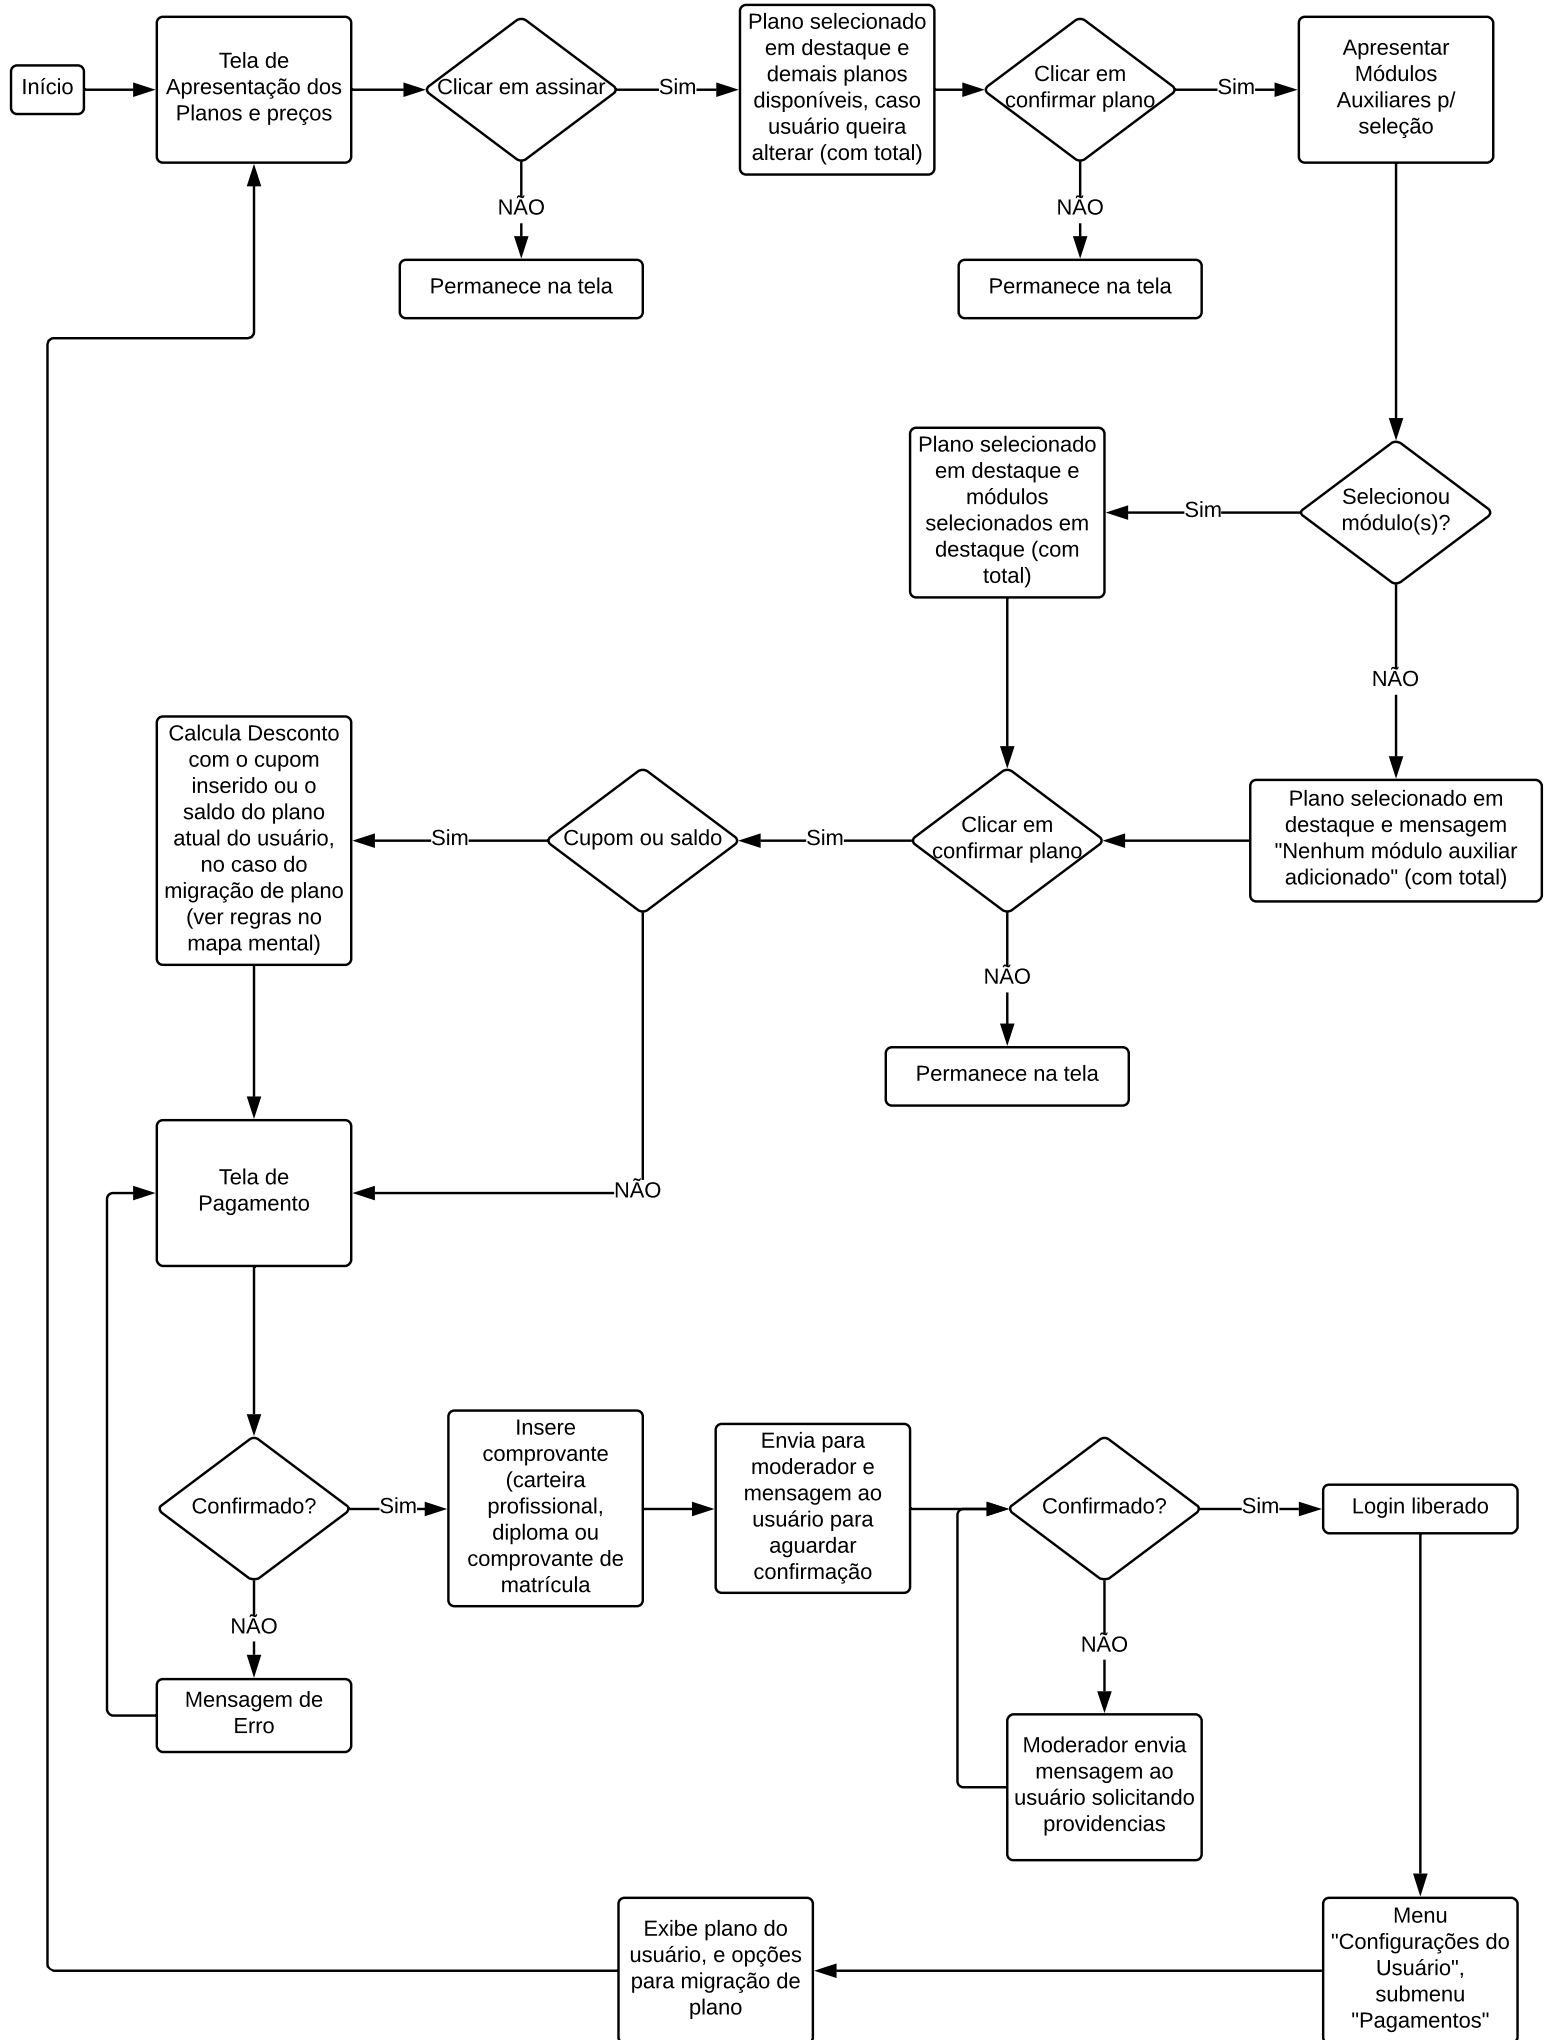 Início
Tela de
Apresentação dos
Planos e preços
Clicar em assinar
Sim
Plano selecionado
em destaque e
demais planos
disponíveis, caso
usuário queira
alterar (com total)
Clicar em
confirmar plano
Sim
Apresentar
Módulos
Auxiliares p/
seleção
NÃO
NÃO
Permanece na tela
Permanece na tela
Plano selecionado
em destaque e
módulos
selecionados em
destaque (com
total)
Sim
Selecionou
módulo(s)?
NÃO
Calcula Desconto
com o cupom
inserido ou o
saldo do plano
atual do usuário,
no caso do
migração de plano
(ver regras no
mapa mental)
Sim
Cupom ou saldo
Sim
Clicar em
confirmar plano
Plano selecionado em
destaque e mensagem
"Nenhum módulo auxiliar
adicionado" (com total)
NÃO
Permanece na tela
Tela de
Pagamento
NÃO
Confirmado?
Sim
Insere
comprovante
(carteira
profissional,
diploma ou
comprovante de
matrícula
Envia para
moderador e
mensagem ao
usuário para
aguardar
confirmação
Confirmado?
Sim
Login liberado
NÃO
NÃO
Mensagem de
Erro
Moderador envia
mensagem ao
usuário solicitando
providencias
Exibe plano do
usuário, e opções
para migração de
plano
Menu
"Configurações do
Usuário",
submenu
"Pagamentos"